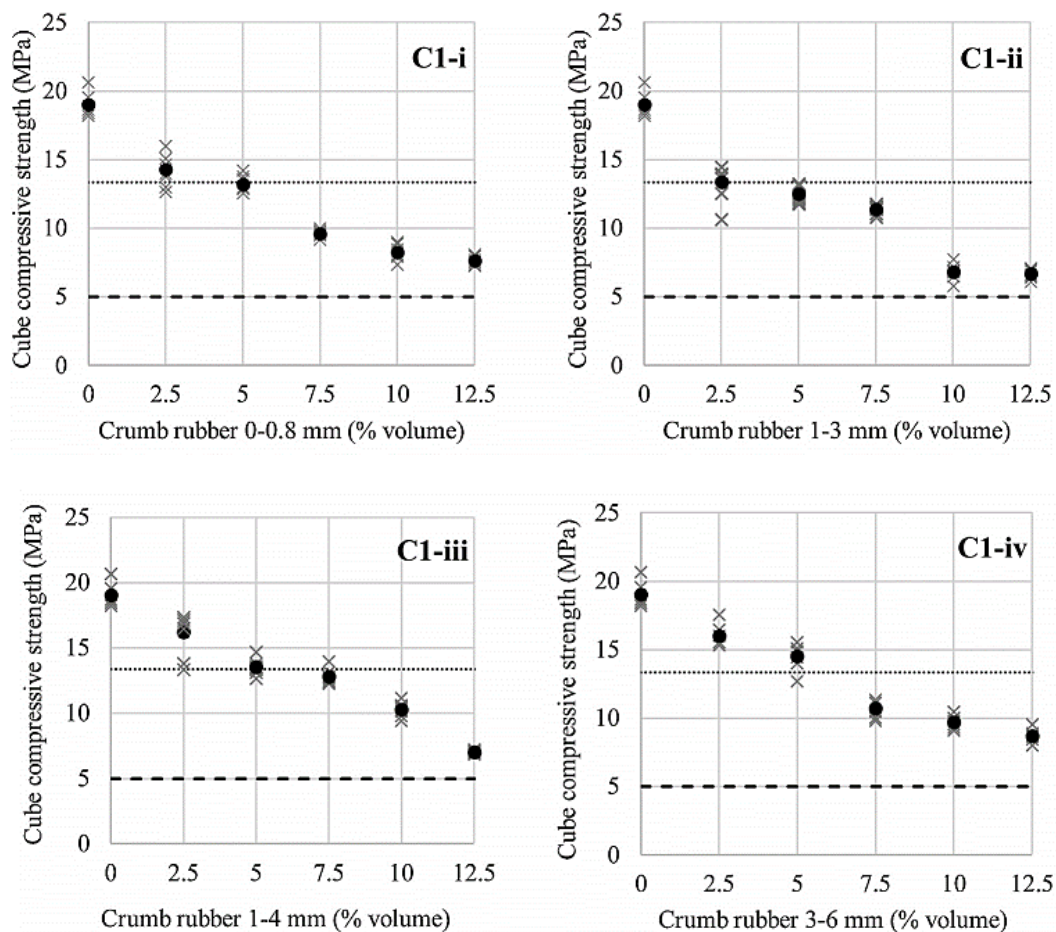 C1-i
Cube compressive strength (MPa)
25
20
15
10
5
0
0 2.5 5 7.5 10 12.5
Crumb rubber 0-0.8 mm (% volume)
C1-ii
Cube compressive strength (MPa)
25
20
15
10
5
0
0 2.5 5 7.5 10 12.5
Crumb rubber 1-3 mm (% volume)
C1-iii
Cube compressive strength (MPa)
25
20
15
10
5
0
0 2.5 5 7.5 10 12.5
Crumb rubber 1-4 mm (% volume)
C1-iv
Cube compressive strength (MPa)
25
20
15
10
5
0
0 2.5 5 7.5 10 12.5
Crumb rubber 3-6 mm (% volume)